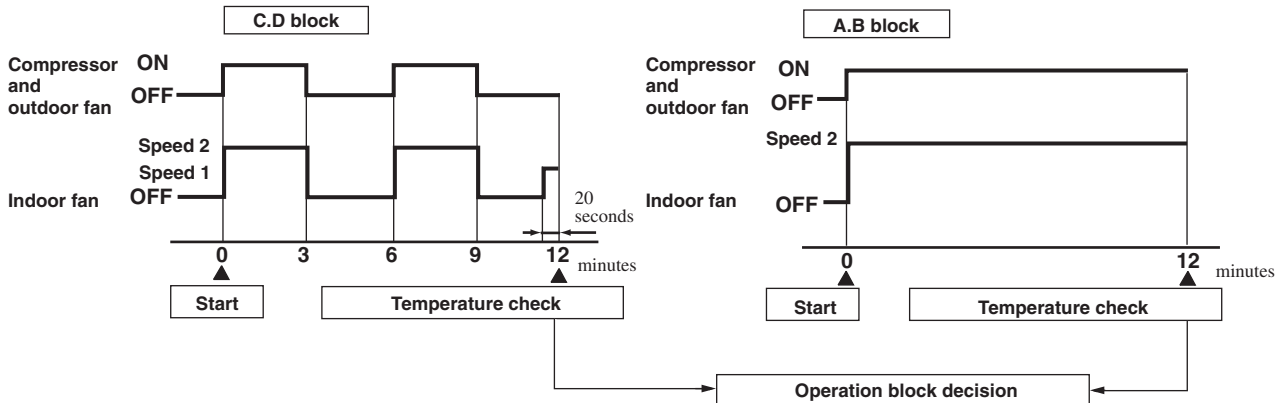 C.D block
Compressor
and
outdoor fan
ON
OFF
Speed 2
Speed 1
Indoor fan
OFF
20
seconds
0
3
6
9
12
minutes
Start
Temperature check
A.B block
Compressor
and
outdoor fan
ON
OFF
Speed 2
Indoor fan
OFF
0
12
minutes
Start
Temperature check
Operation block decision